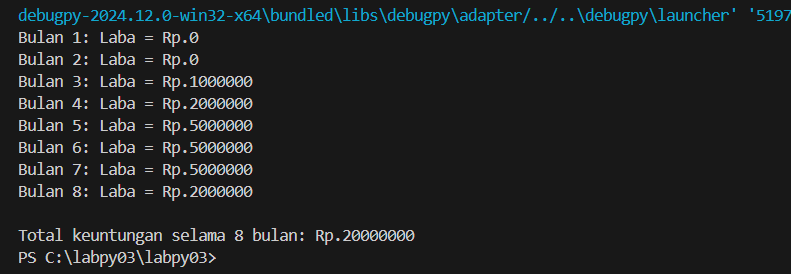 debugpy-2024.12.0-win32-x64\bundled\libs\debugpy\adapter/../..\debugpy\launcher' '5197
Bulan 1: Laba = Rp.0
Bulan 2: Laba = Rp.0
Bulan 3: Laba = Rp.1000000
Bulan 4: Laba = Rp.2000000
Bulan 5: Laba = Rp.5000000
Bulan 6: Laba = Rp.5000000
Bulan 7: Laba = Rp.5000000
Bulan 8: Laba = Rp.2000000
Total keuntungan selama 8 bulan: Rp.20000000
PS C:\labpy03\labpy03>